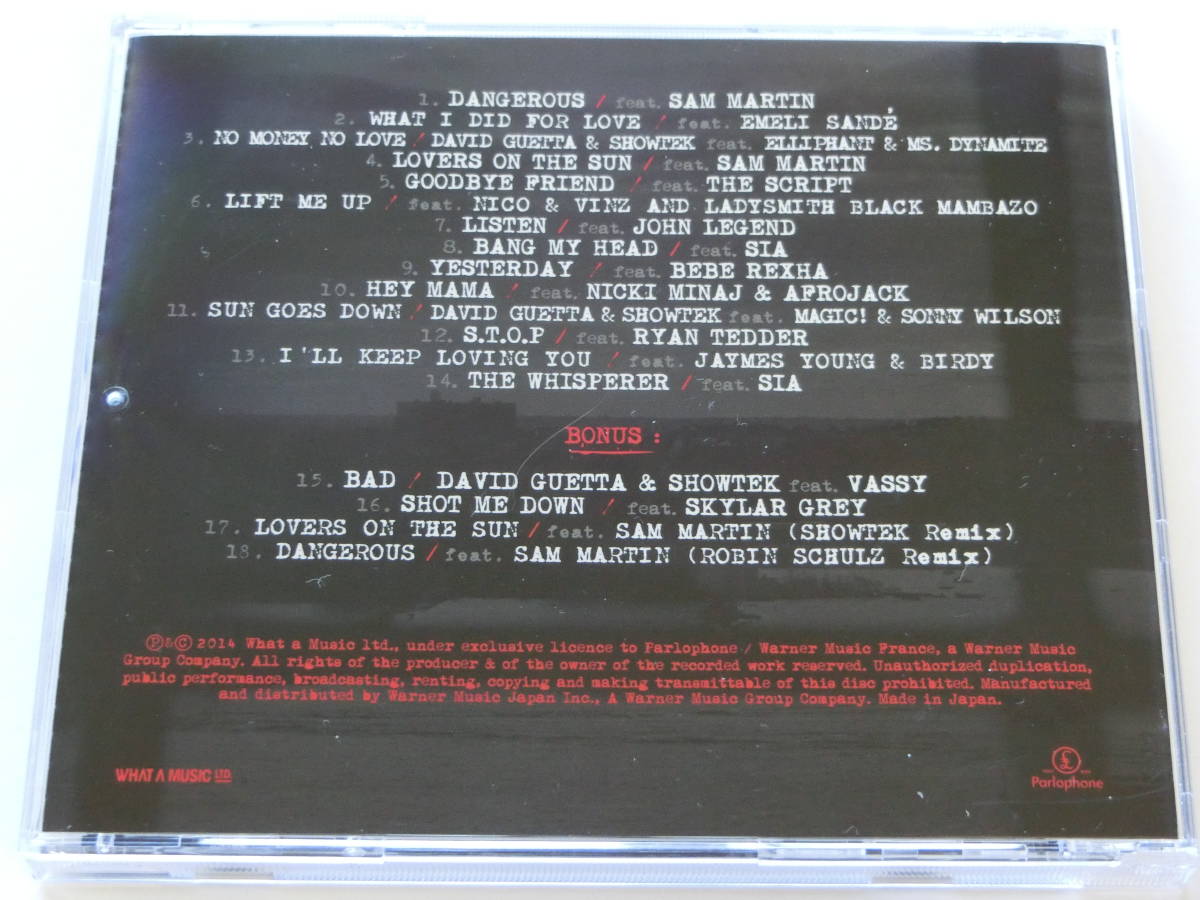 1. DANGEROUS / feat. SAM MARTIN
2. WHAT I DID FOR LOVE / feat. EMELI SANDÉ
3. NO MONEY NO LOVE / DAVID GUETTA & SHOWTEK feat. ELLIPHANT & MS. DYNAMITE
4. LOVERS ON THE SUN / feat. SAM MARTIN
5. GOODBYE FRIEND / feat. THE SCRIPT
6. LIFT ME UP / feat. NICO & VINZ AND LADYSMITH BLACK MAMBAZO
7. LISTEN / feat. JOHN LEGEND
8. BANG MY HEAD / feat. SIA
9. YESTERDAY / feat. BEBE REXHA
10. HEY MAMA / feat. NICKI MINAJ & AFROJACK
11. SUN GOES DOWN / DAVID GUETTA & SHOWTEK feat. MAGIC! & SONNY WILSON
12. S.T.O.P / feat. RYAN TEDDER
13. I'LL KEEP LOVING YOU / feat. JAYMES YOUNG & BIRDY
14. THE WHISPERER / feat. SIA
BONUS :
15. BAD / DAVID GUETTA & SHOWTEK feat. VASSY
16. SHOT ME DOWN / feat. SKYLAR GREY
17. LOVERS ON THE SUN / feat. SAM MARTIN (SHOWTEK Remix)
18. DANGEROUS / feat. SAM MARTIN (ROBIN SCHULZ Remix)
Ⓟ&© 2014 What a Music ltd., under exclusive licence to Parlophone / Warner Music France, a Warner Music
Group Company. All rights of the producer & of the owner of the recorded work reserved. Unauthorized duplication,
public performance, broadcasting, renting, copying and making transmittable of this disc prohibited. Manufactured
and distributed by Warner Music Japan Inc., A Warner Music Group Company. Made in Japan.
WHAT A MUSIC LTD
Parlophone